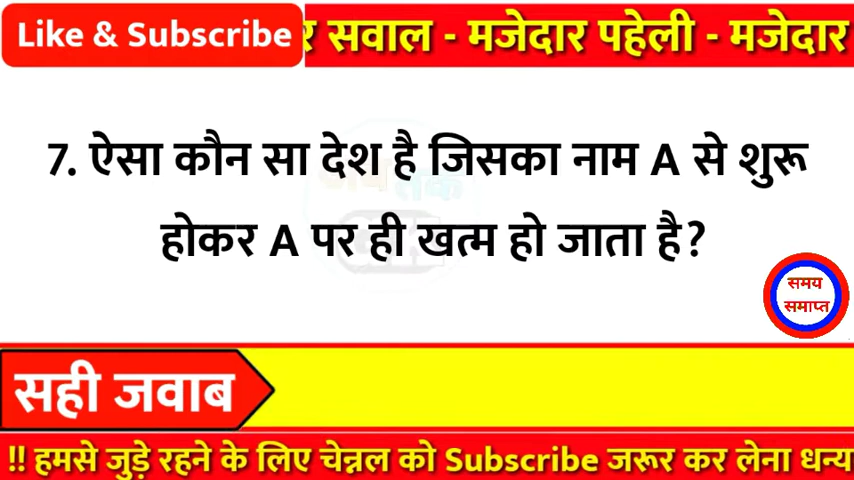 Like & Subscribe
र सवाल - मजेदार पहेली - मजेदार
7. ऐसा कौन सा देश है जिसका नाम A से शुरू
होकर A पर ही खत्म हो जाता है?
समय
समाप्त
सही जवाब
!! हमसे जुड़े रहने के लिए चेन्नल को Subscribe जरूर कर लेना धन्य